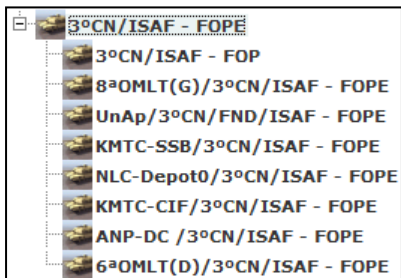 3ºCN/ISAF - FOPE
3ºCN/ISAF - FOP
8ªOMLT(G)/3ºCN/ISAF - FOPE
UnAp/3ºCN/FND/ISAF - FOPE
KMTC-SSB/3ºCN/ISAF - FOPE
NLC-Depot0/3ºCN/ISAF - FOPE
KMTC-CIF/3ºCN/ISAF - FOPE
ANP-DC /3ºCN/ISAF - FOPE
6ªOMLT(D)/3ºCN/ISAF - FOPE